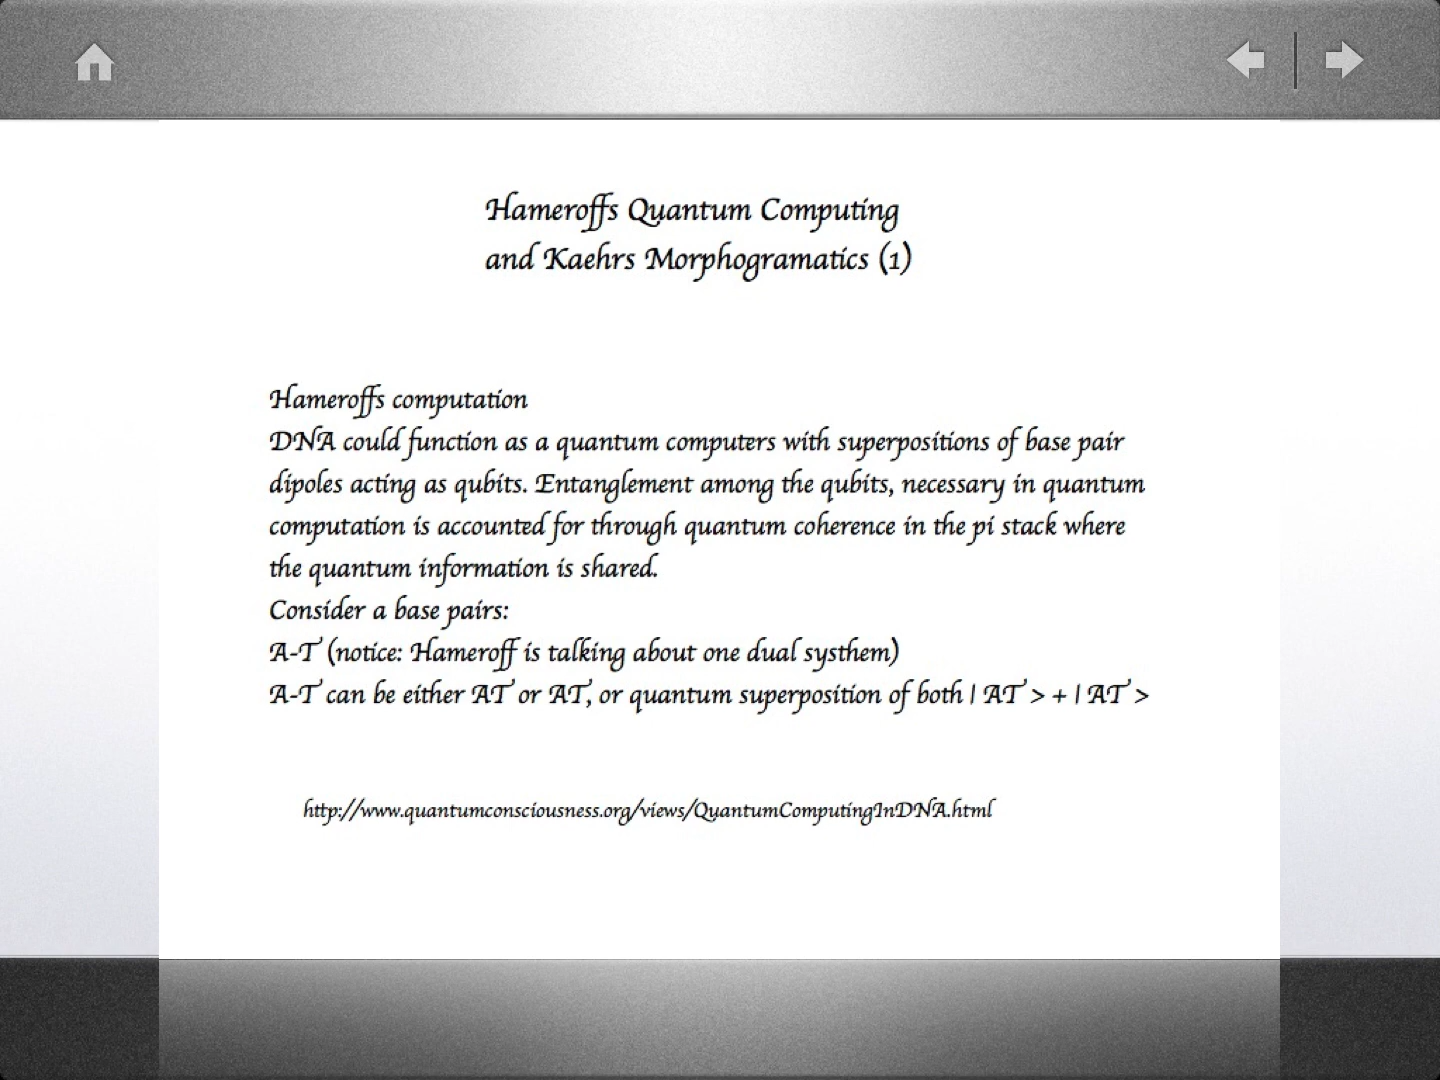 Hameroffs Quantum Computing
and Kaehrs Morphogramatics (1)
Hameroffs computation
DNA could function as a quantum computers with superpositions of base pair
dipoles acting as qubits. Entanglement among the qubits, necessary in quantum
computation is accounted for through quantum coherence in the pi stack where
the quantum information is shared.
Consider a base pairs:
A-T (notice: Hameroff is talking about one dual systhem)
A-T can be either AT or AT, or quantum superposition of both | AT > + | AT >
http://www.quantumconsciousness.org/views/QuantumComputingInDNA.html